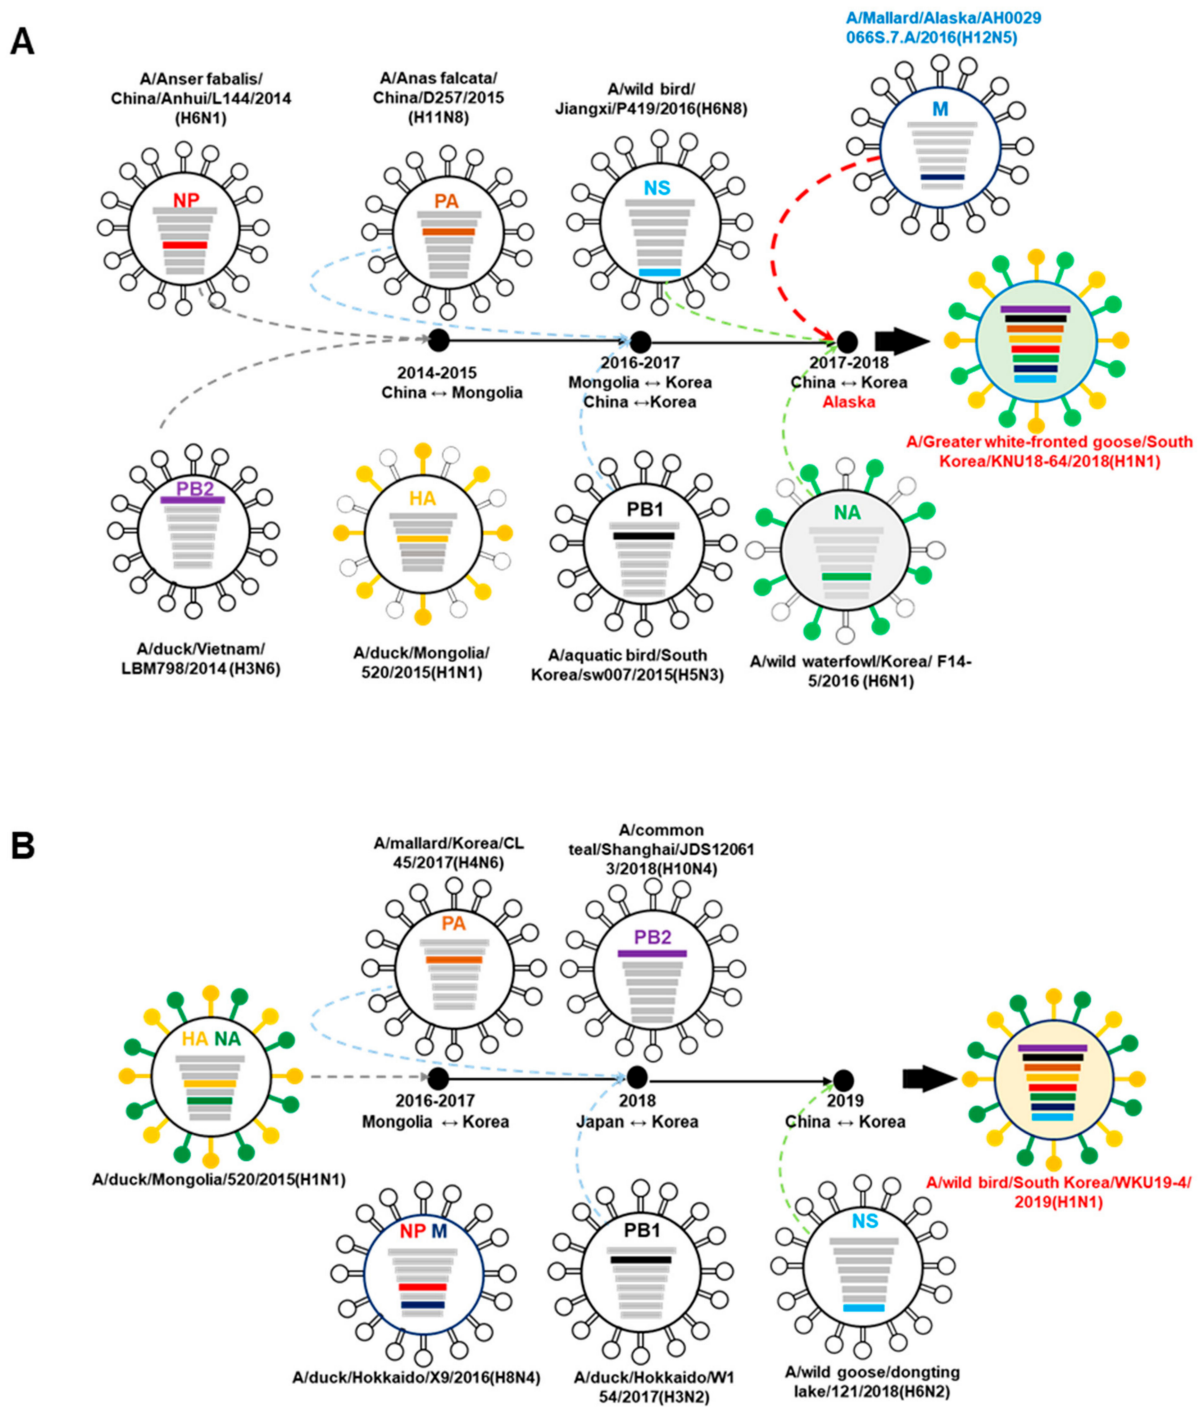 A
A/Anser fabalis/
China/Anhui/L144/2014
(H6N1)
A/Anas falcata/
China/D257/2015
(H11N8)
A/wild bird/
Jiangxi/P419/2016(H6N8)
A/Mallard/Alaska/AH0029
066S.7.A/2016(H12N5)
NP
PA
NS
M
2014-2015
China ↔ Mongolia
2016-2017
Mongolia ↔ Korea
China ↔Korea
2017-2018
China ↔ Korea
Alaska
A/Greater white-fronted goose/South
Korea/KNU18-64/2018(H1N1)
PB2
HA
PB1
NA
A/duck/Vietnam/
LBM798/2014 (H3N6)
A/duck/Mongolia/
520/2015(H1N1)
A/aquatic bird/South
Korea/sw007/2015(H5N3)
A/wild waterfowl/Korea/ F14-
5/2016 (H6N1)
B
A/mallard/Korea/CL
45/2017(H4N6)
A/common
teal/Shanghai/JDS12061
3/2018(H10N4)
PA
PB2
HA NA
A/duck/Mongolia/520/2015(H1N1)
2016-2017
Mongolia ↔ Korea
2018
Japan ↔ Korea
2019
China ↔ Korea
A/wild bird/South Korea/WKU19-4/
2019(H1N1)
NP M
PB1
NS
A/duck/Hokkaido/X9/2016(H8N4)
A/duck/Hokkaido/W1
54/2017(H3N2)
A/wild goose/dongting
lake/121/2018(H6N2)